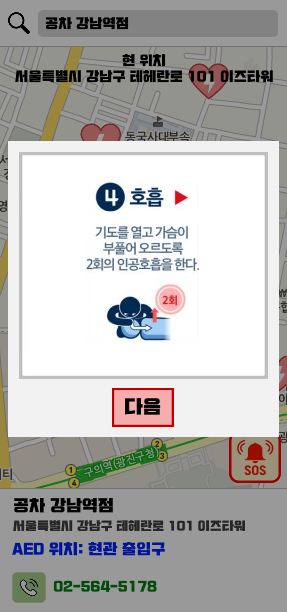 공차 강남역점
현 위치
서울특별시 강남구 테헤란로 101 이즈타워
동국사대부속
4 호흡
기도를 열고 가슴이
부풀어 오르도록
2회의 인공호흡을 한다.
2회
다음
SOS
구의역(광진구청)
1
2
3
4
공차 강남역점
서울특별시 강남구 테헤란로 101 이즈타워
AED 위치: 현관 출입구
02-564-5178